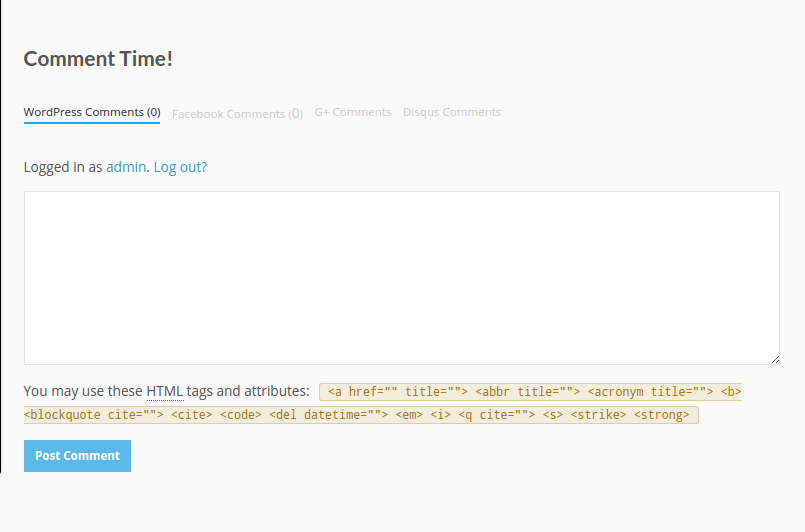 Comment Time!
WordPress Comments (0) Facebook Comments (0) G+ Comments Disqus Comments
Logged in as admin. Log out?
You may use these HTML tags and attributes: <a href="" title=""> <abbr title=""> <acronym title=""> <b>
<blockquote cite=""> <cite> <code> <del datetime=""> <em> <i> <q cite=""> <s> <strike> <strong>
Post Comment